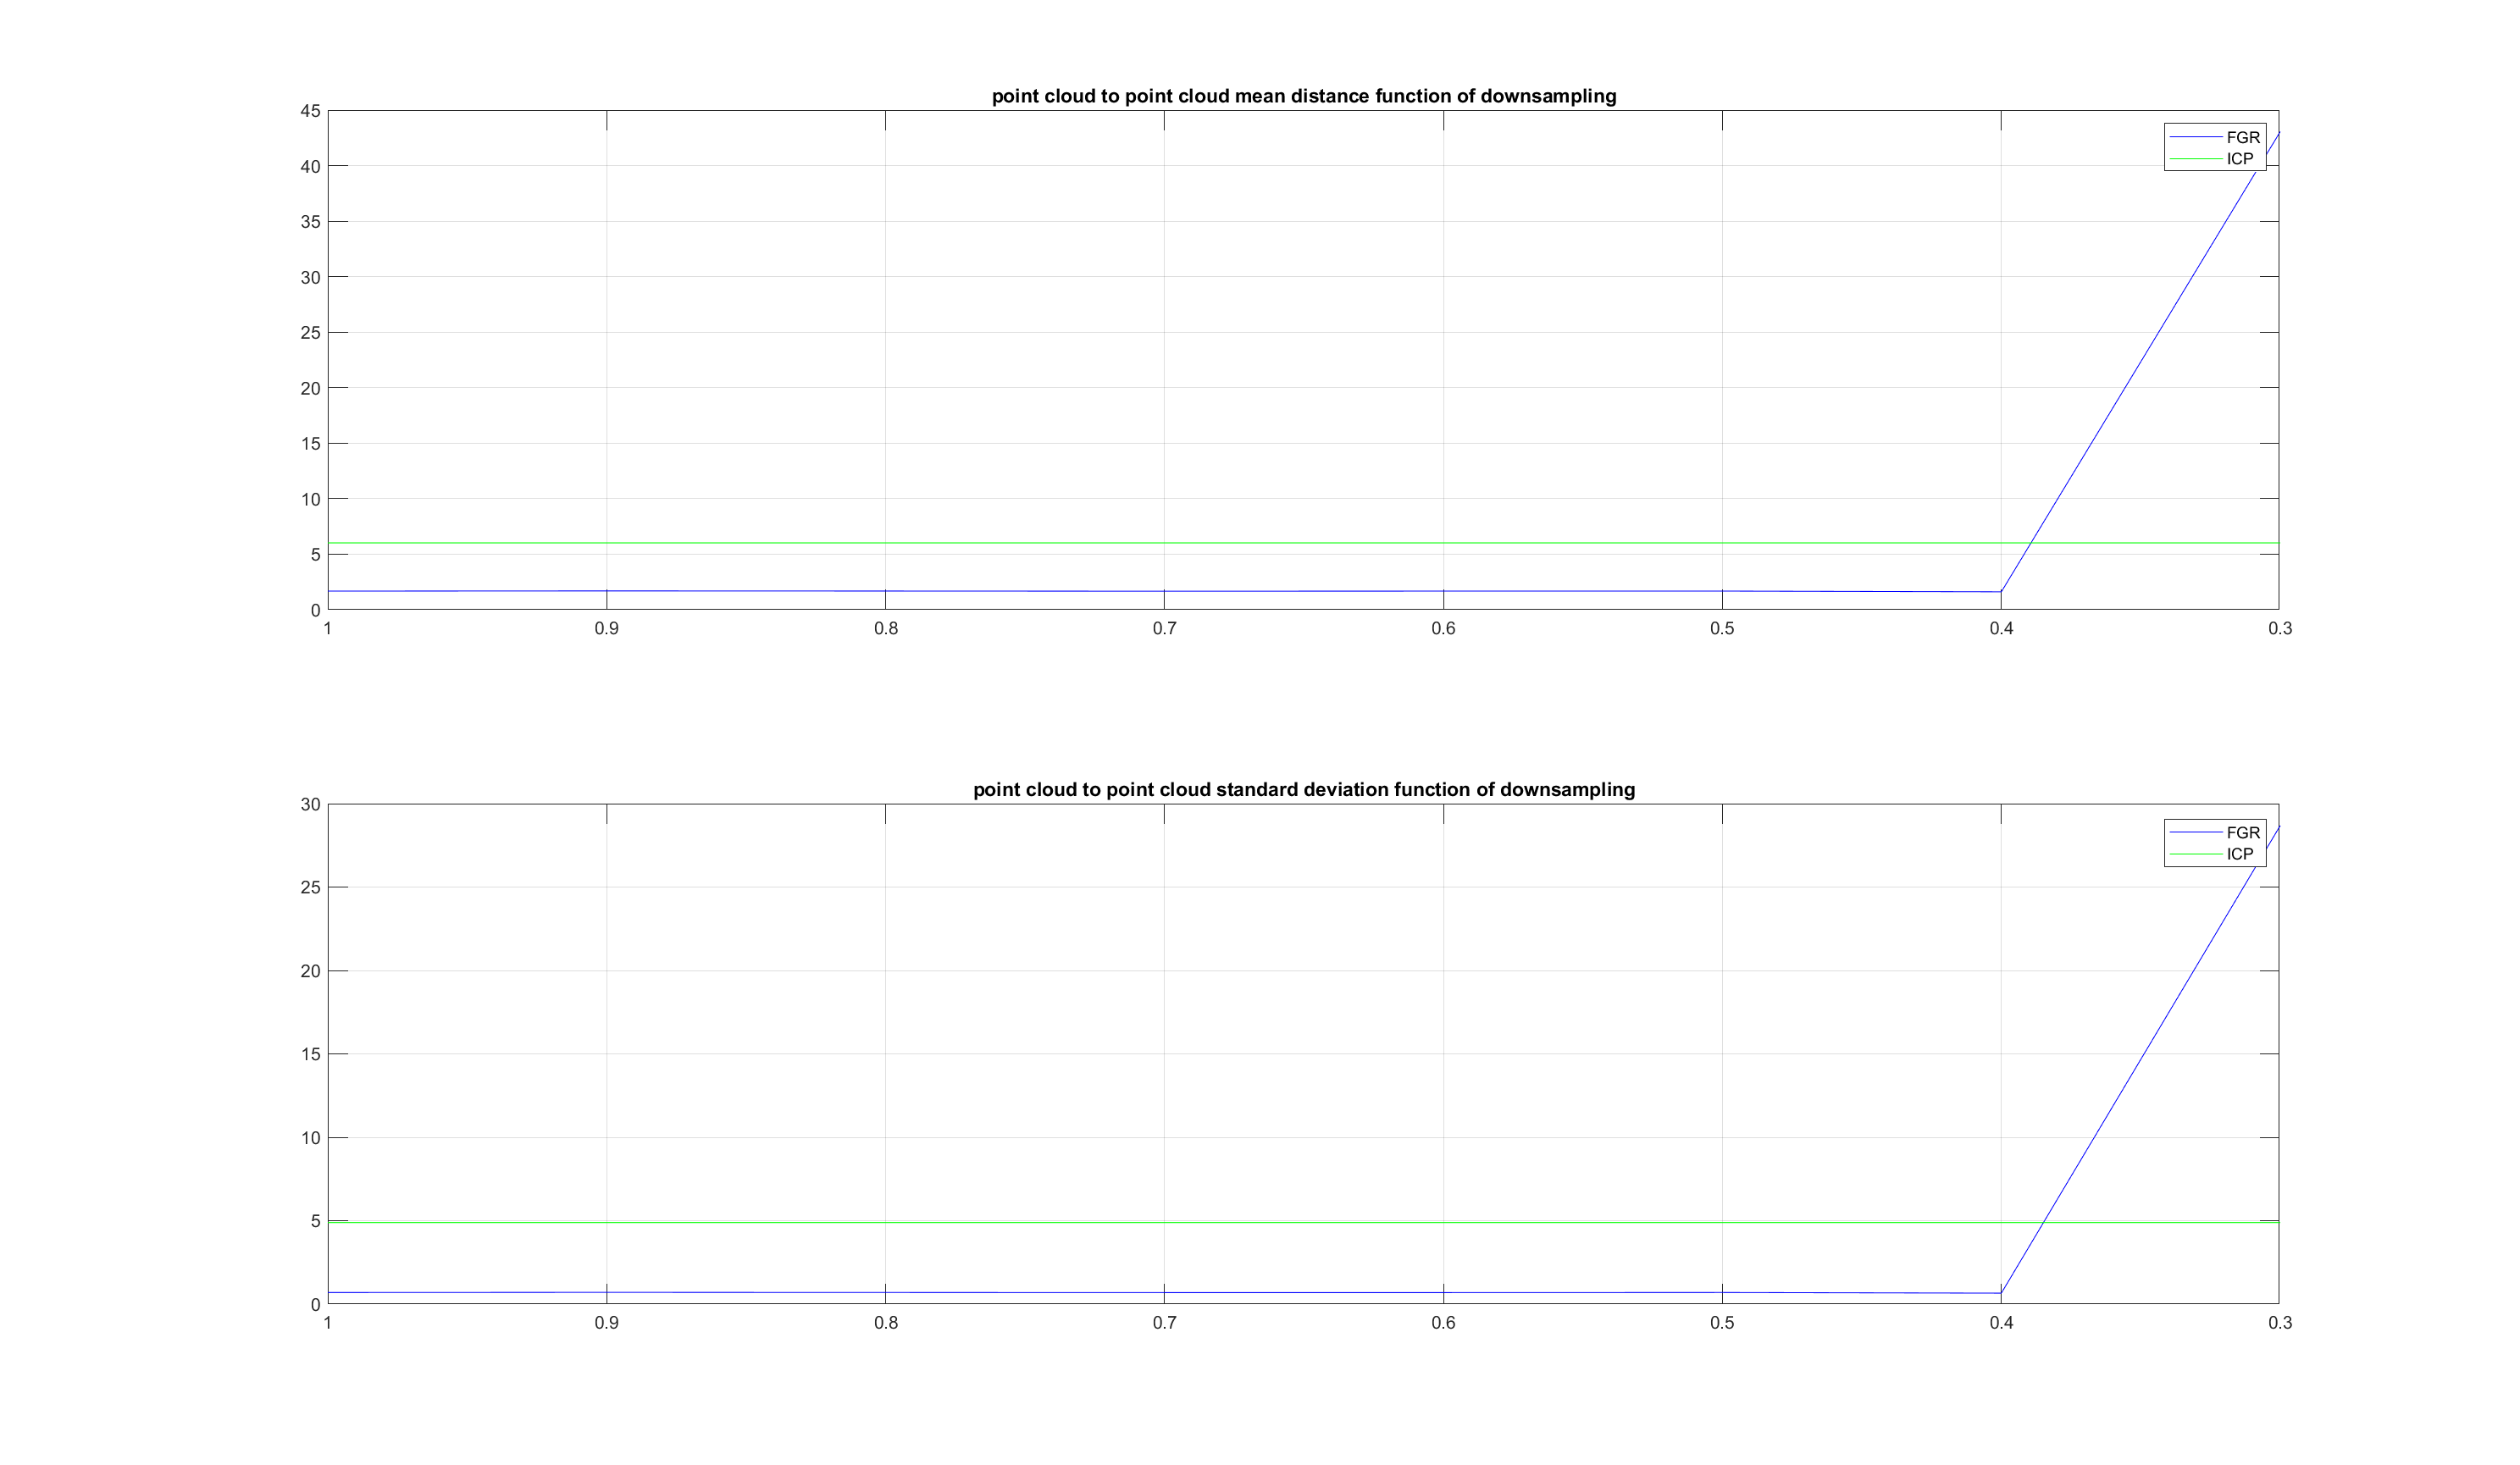 point cloud to point cloud mean distance function of downsampling
45
40
35
30
25
20
15
10
5
0
FGR
ICP
1 0.9 0.8 0.7 0.6 0.5 0.4 0.3
point cloud to point cloud standard deviation function of downsampling
30
25
20
15
10
5
0
FGR
ICP
1 0.9 0.8 0.7 0.6 0.5 0.4 0.3